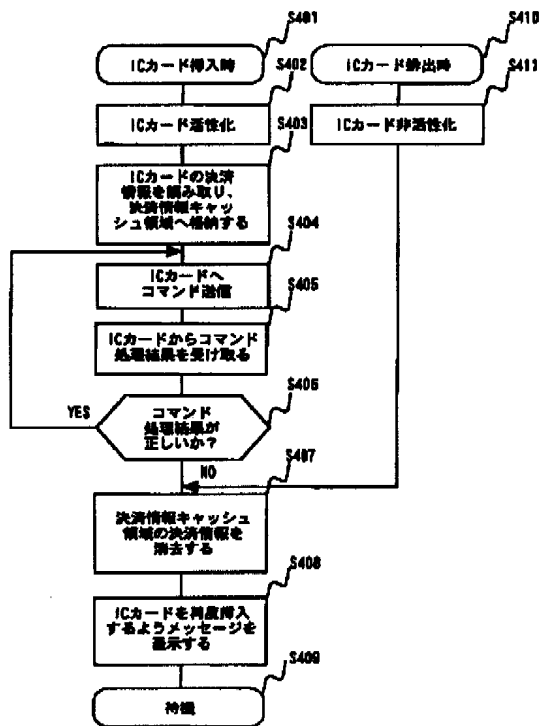 S401
ICカード挿入時
S402
ICカード活性化
S403
ICカードの決済
情報を読み取り、
決済情報キャッ
シュ領域へ格納する
S404
ICカードへ
コマンド送信
S405
ICカードからコマンド
処理結果を受け取る
S406
コマンド
処理結果が
正しいか？
YES
NO
S407
決済情報キャッシュ
領域の決済情報を
消去する
S408
ICカードを再度挿入
するようメッセージを
表示する
S409
待機
S410
ICカード排出時
S411
ICカード非活性化